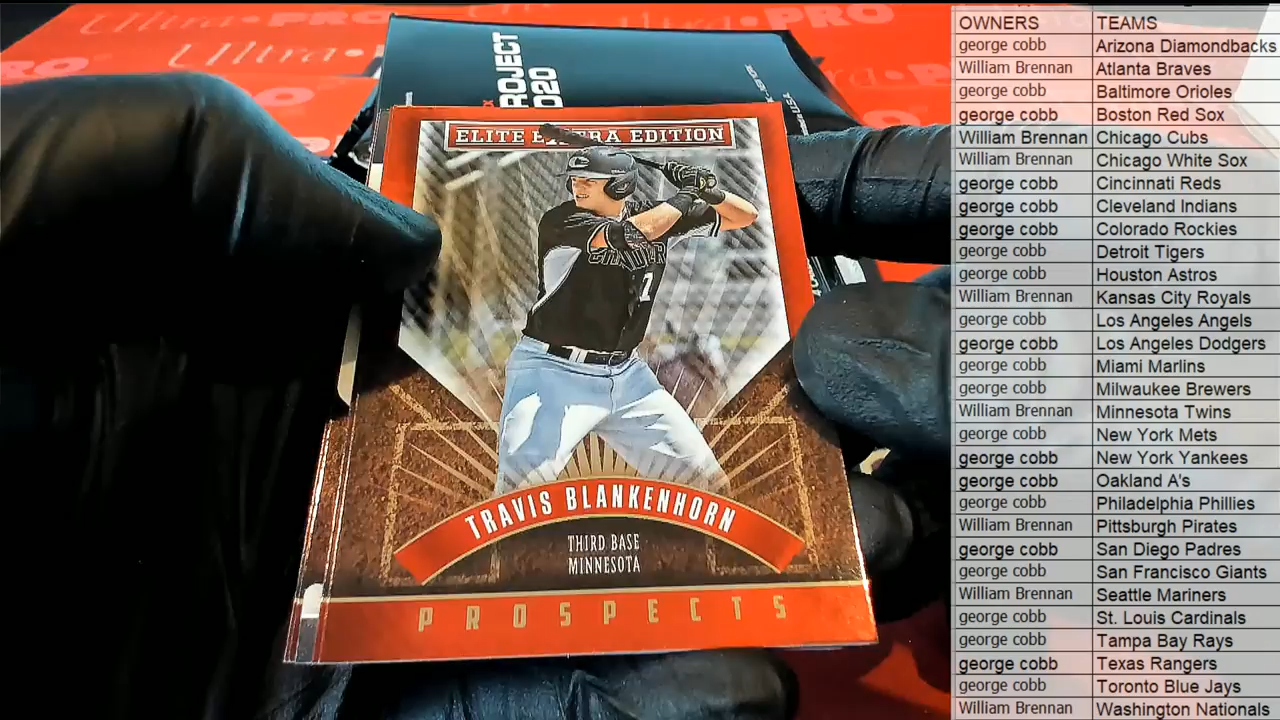 Ultra·PRO
Ultra·PRO
PROJECT
2020
ELITE EXTRA EDITION
7
TRAVIS BLANKENHORN
THIRD BASE
MINNESOTA
PROSPECTS
OWNERS TEAMS
george cobb Arizona Diamondbacks
William Brennan Atlanta Braves
george cobb Baltimore Orioles
george cobb Boston Red Sox
William Brennan Chicago Cubs
William Brennan Chicago White Sox
george cobb Cincinnati Reds
george cobb Cleveland Indians
george cobb Colorado Rockies
george cobb Detroit Tigers
george cobb Houston Astros
William Brennan Kansas City Royals
george cobb Los Angeles Angels
george cobb Los Angeles Dodgers
george cobb Miami Marlins
george cobb Milwaukee Brewers
William Brennan Minnesota Twins
george cobb New York Mets
george cobb New York Yankees
george cobb Oakland A's
george cobb Philadelphia Phillies
William Brennan Pittsburgh Pirates
george cobb San Diego Padres
george cobb San Francisco Giants
William Brennan Seattle Mariners
george cobb St. Louis Cardinals
george cobb Tampa Bay Rays
george cobb Texas Rangers
george cobb Toronto Blue Jays
William Brennan Washington Nationals